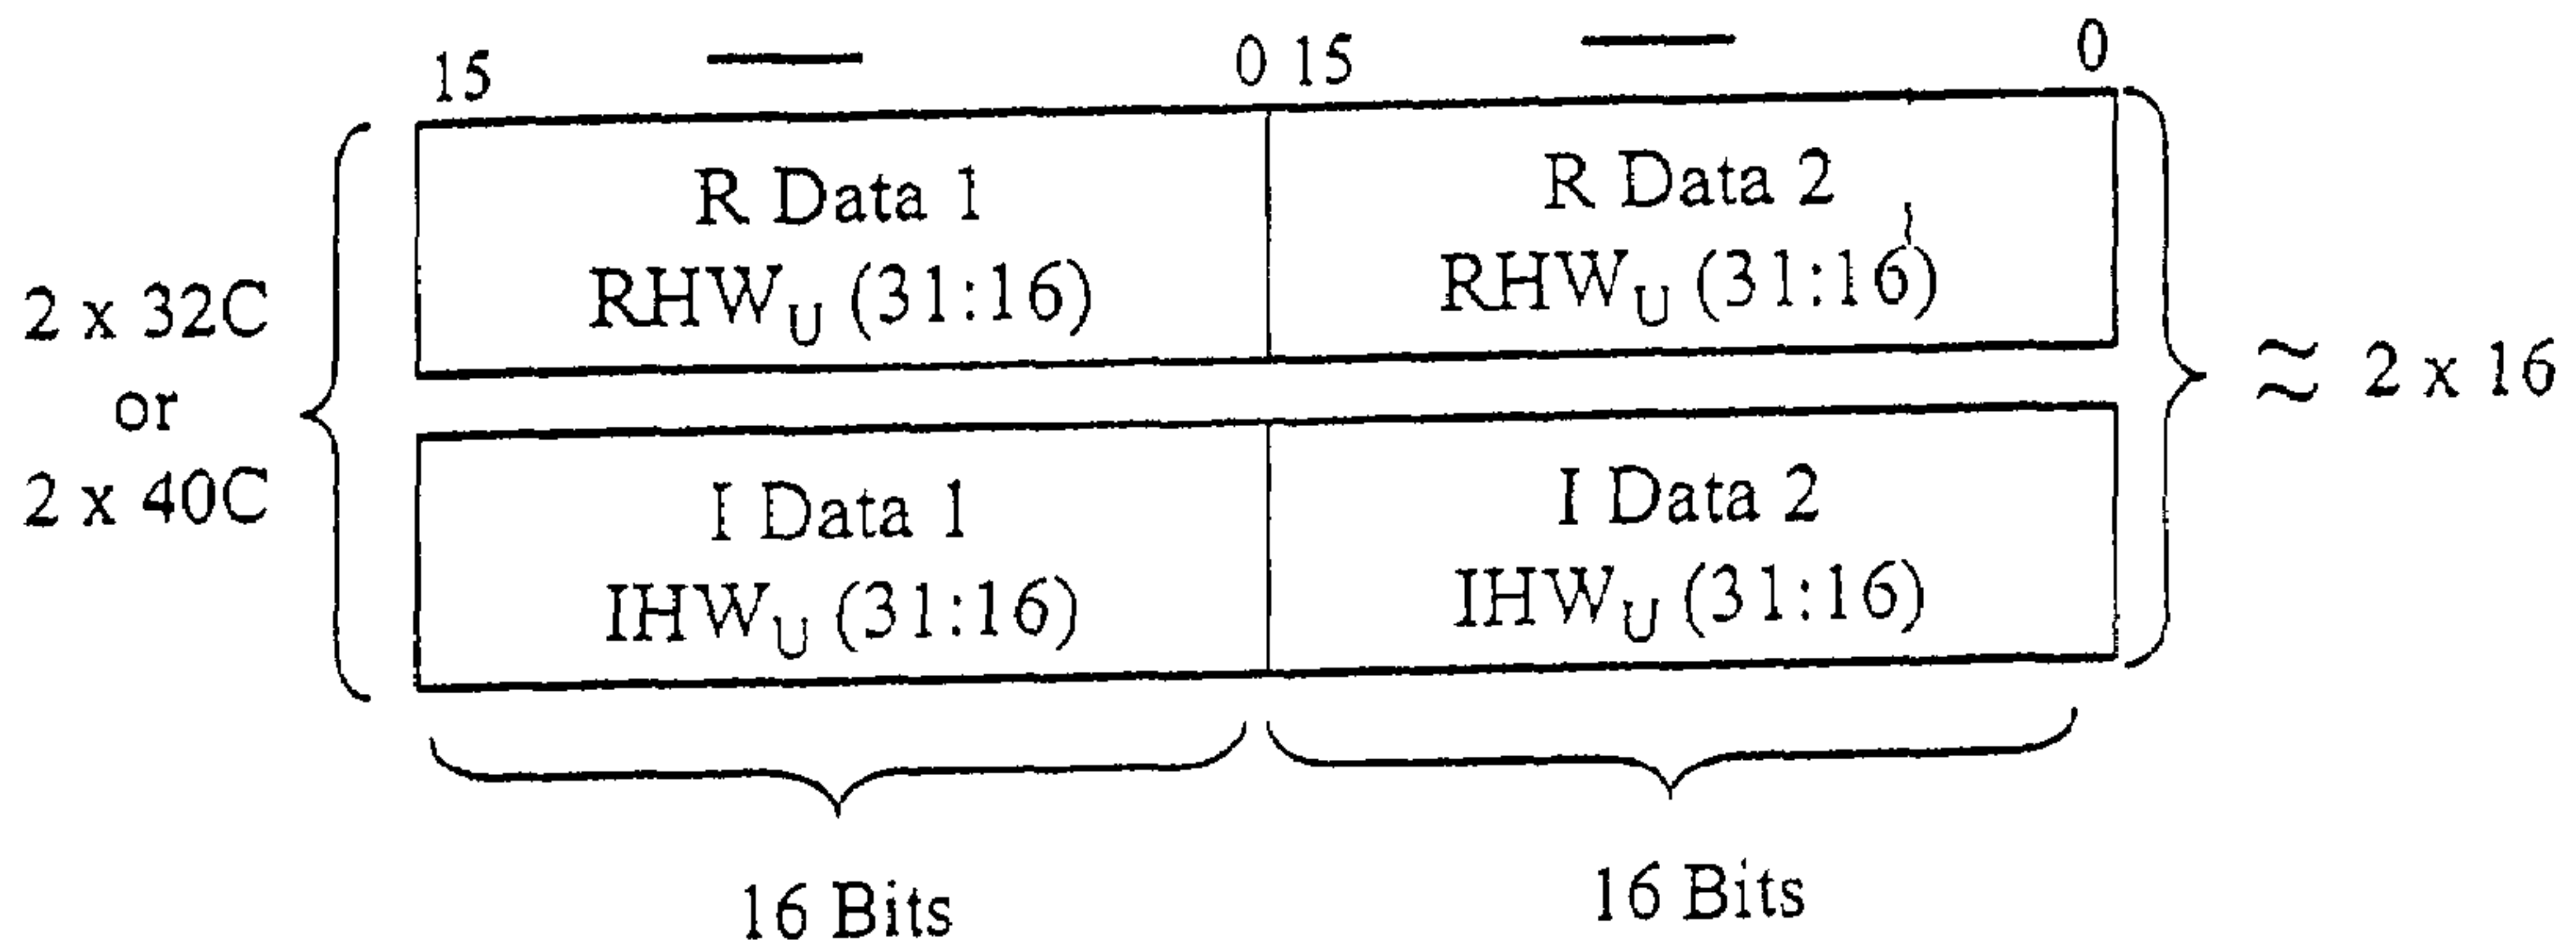 15 — 0 15 — 0
R Data 1 R Data 2
RHWU (31:16) RHWU (31:16)
2 x 32C
or
2 x 40C
≈ 2 x 16
I Data 1 I Data 2
IHWU (31:16) IHWU (31:16)
16 Bits 16 Bits